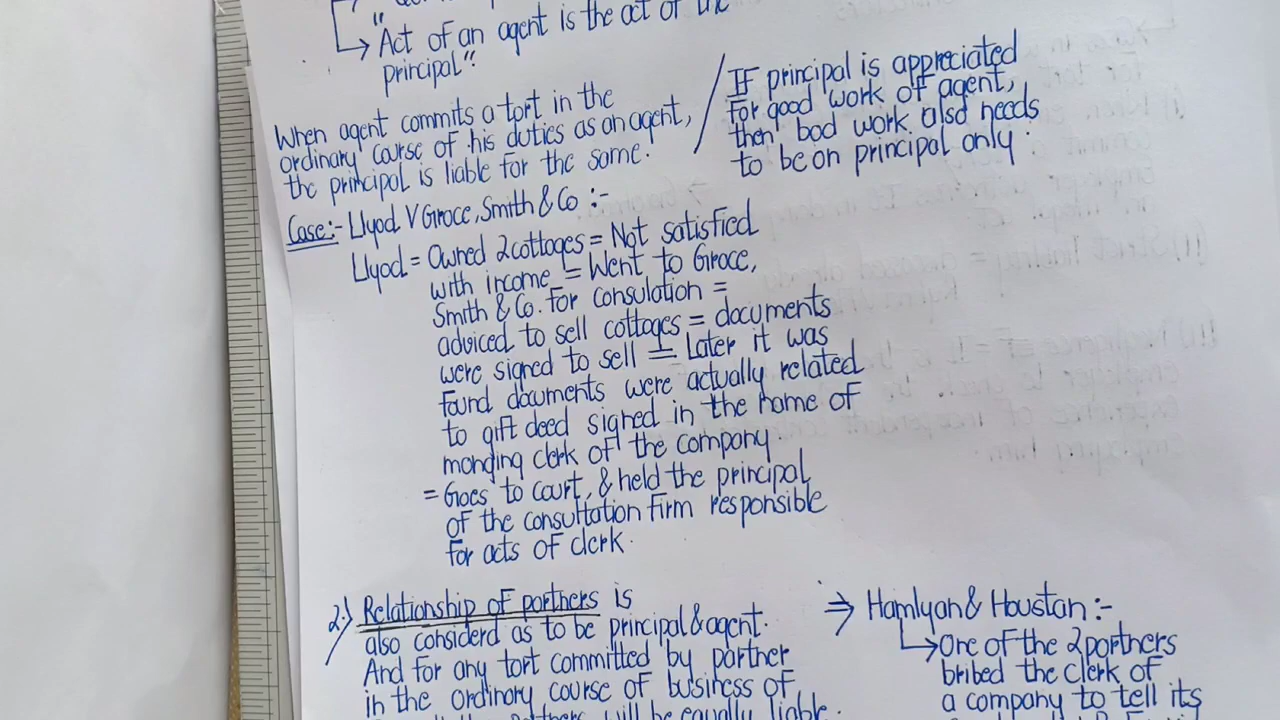 "Act of an agent is the act of the
principal"
When agent commits a tort in the
ordinary course of his duties as an agent,
the principal is liable for the same.
IF principal is appreciated
for good work of agent,
then bad work also needs
to be on principal only.
Case:- Llyod V Grace, Smith & Co :-
Llyod = Owned 2 cottages = Not satisfied
with income = Went to Grace,
Smith & Co. for consulation =
adviced to sell cottages = documents
were signed to sell = Later it was
found documents were actually related
to gift deed signed in the name of
manging clerk of the company.
= Goes to court, & held the principal
of the consultation firm responsible
for acts of clerk.
2.) Relationship of partners is
also considerd as to be principal & agent.
And for any tort committed by partner
in the ordinary course of business of
will be equally liable.
⇒ Hamlyan & Houstan :-
One of the 2 partners
bribed the clerk of
a company to tell its